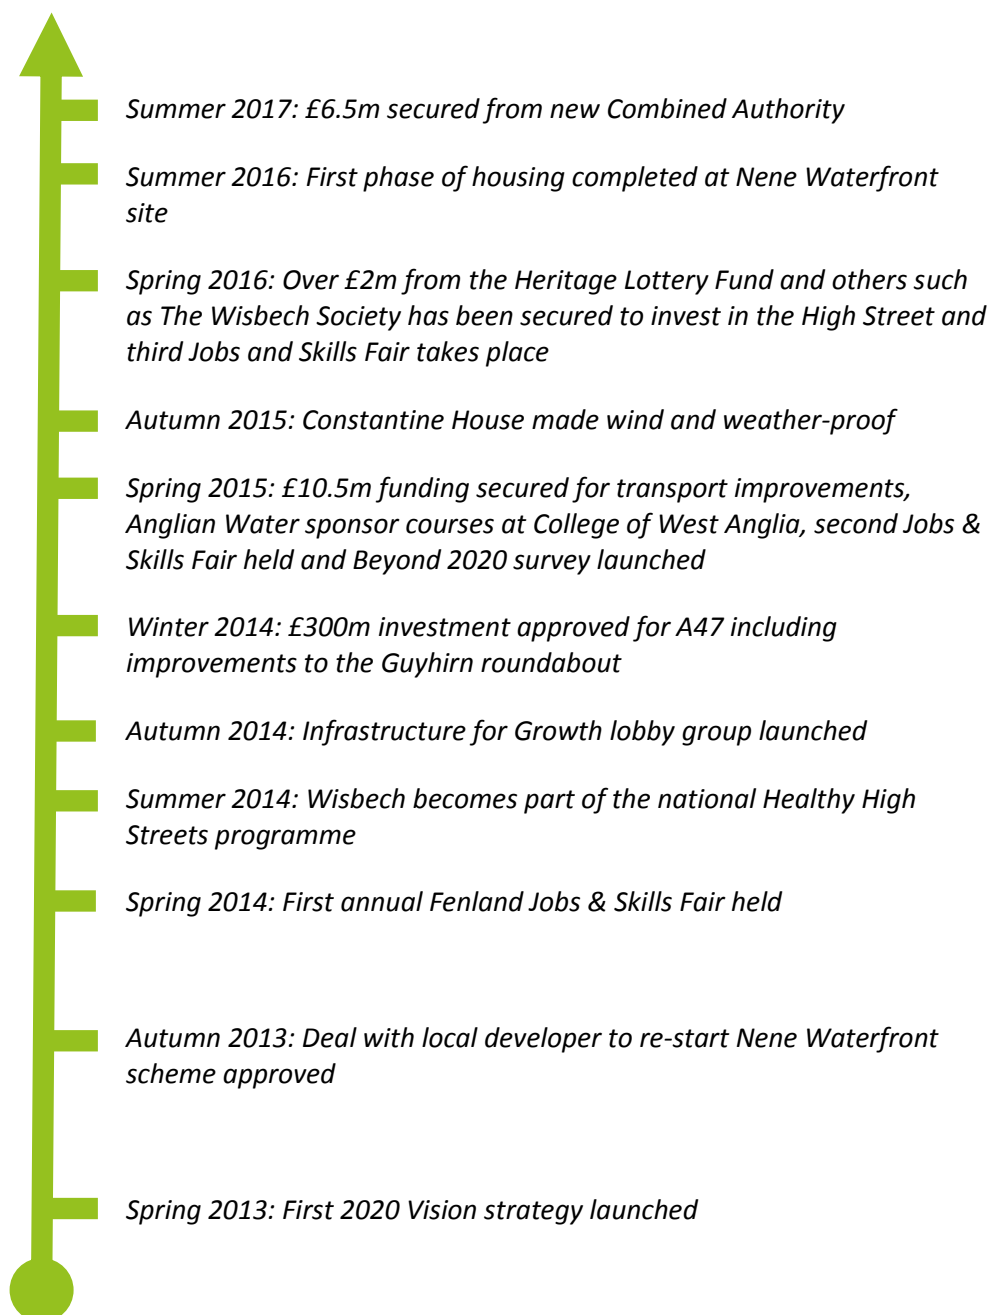 Summer 2017: £6.5m secured from new Combined Authority
Summer 2016: First phase of housing completed at Nene Waterfront
site
Spring 2016: Over £2m from the Heritage Lottery Fund and others such
as The Wisbech Society has been secured to invest in the High Street and
third Jobs and Skills Fair takes place
Autumn 2015: Constantine House made wind and weather-proof
Spring 2015: £10.5m funding secured for transport improvements,
Anglian Water sponsor courses at College of West Anglia, second Jobs &
Skills Fair held and Beyond 2020 survey launched
Winter 2014: £300m investment approved for A47 including
improvements to the Guyhirn roundabout
Autumn 2014: Infrastructure for Growth lobby group launched
Summer 2014: Wisbech becomes part of the national Healthy High
Streets programme
Spring 2014: First annual Fenland Jobs & Skills Fair held
Autumn 2013: Deal with local developer to re-start Nene Waterfront
scheme approved
Spring 2013: First 2020 Vision strategy launched